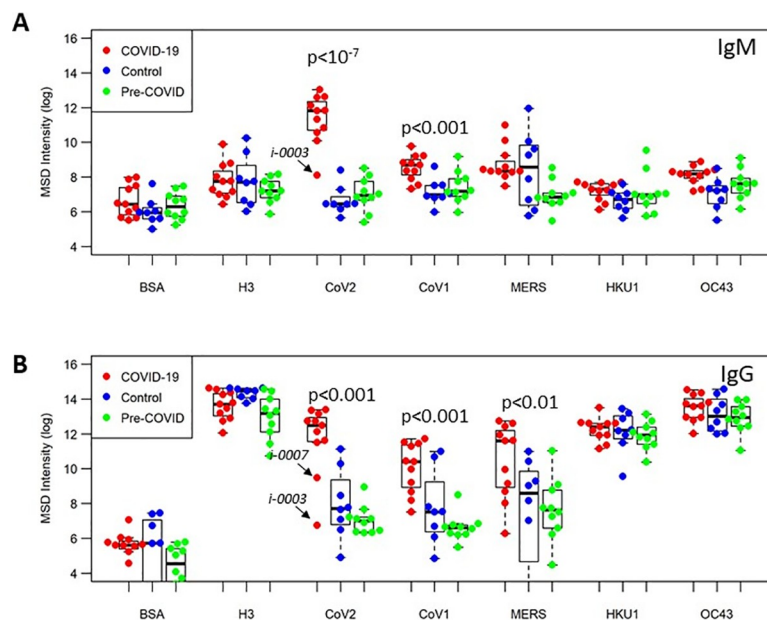 A
IgM
COVID-19
Control
Pre-COVID
p<10-7
p<0.001
i-0003
MSD Intensity (log)
16
14
12
10
8
6
4
BSA H3 CoV2 CoV1 MERS HKU1 OC43
B
IgG
COVID-19
Control
Pre-COVID
p<0.001 p<0.001 p<0.01
i-0007
i-0003
MSD Intensity (log)
16
14
12
10
8
6
4
BSA H3 CoV2 CoV1 MERS HKU1 OC43